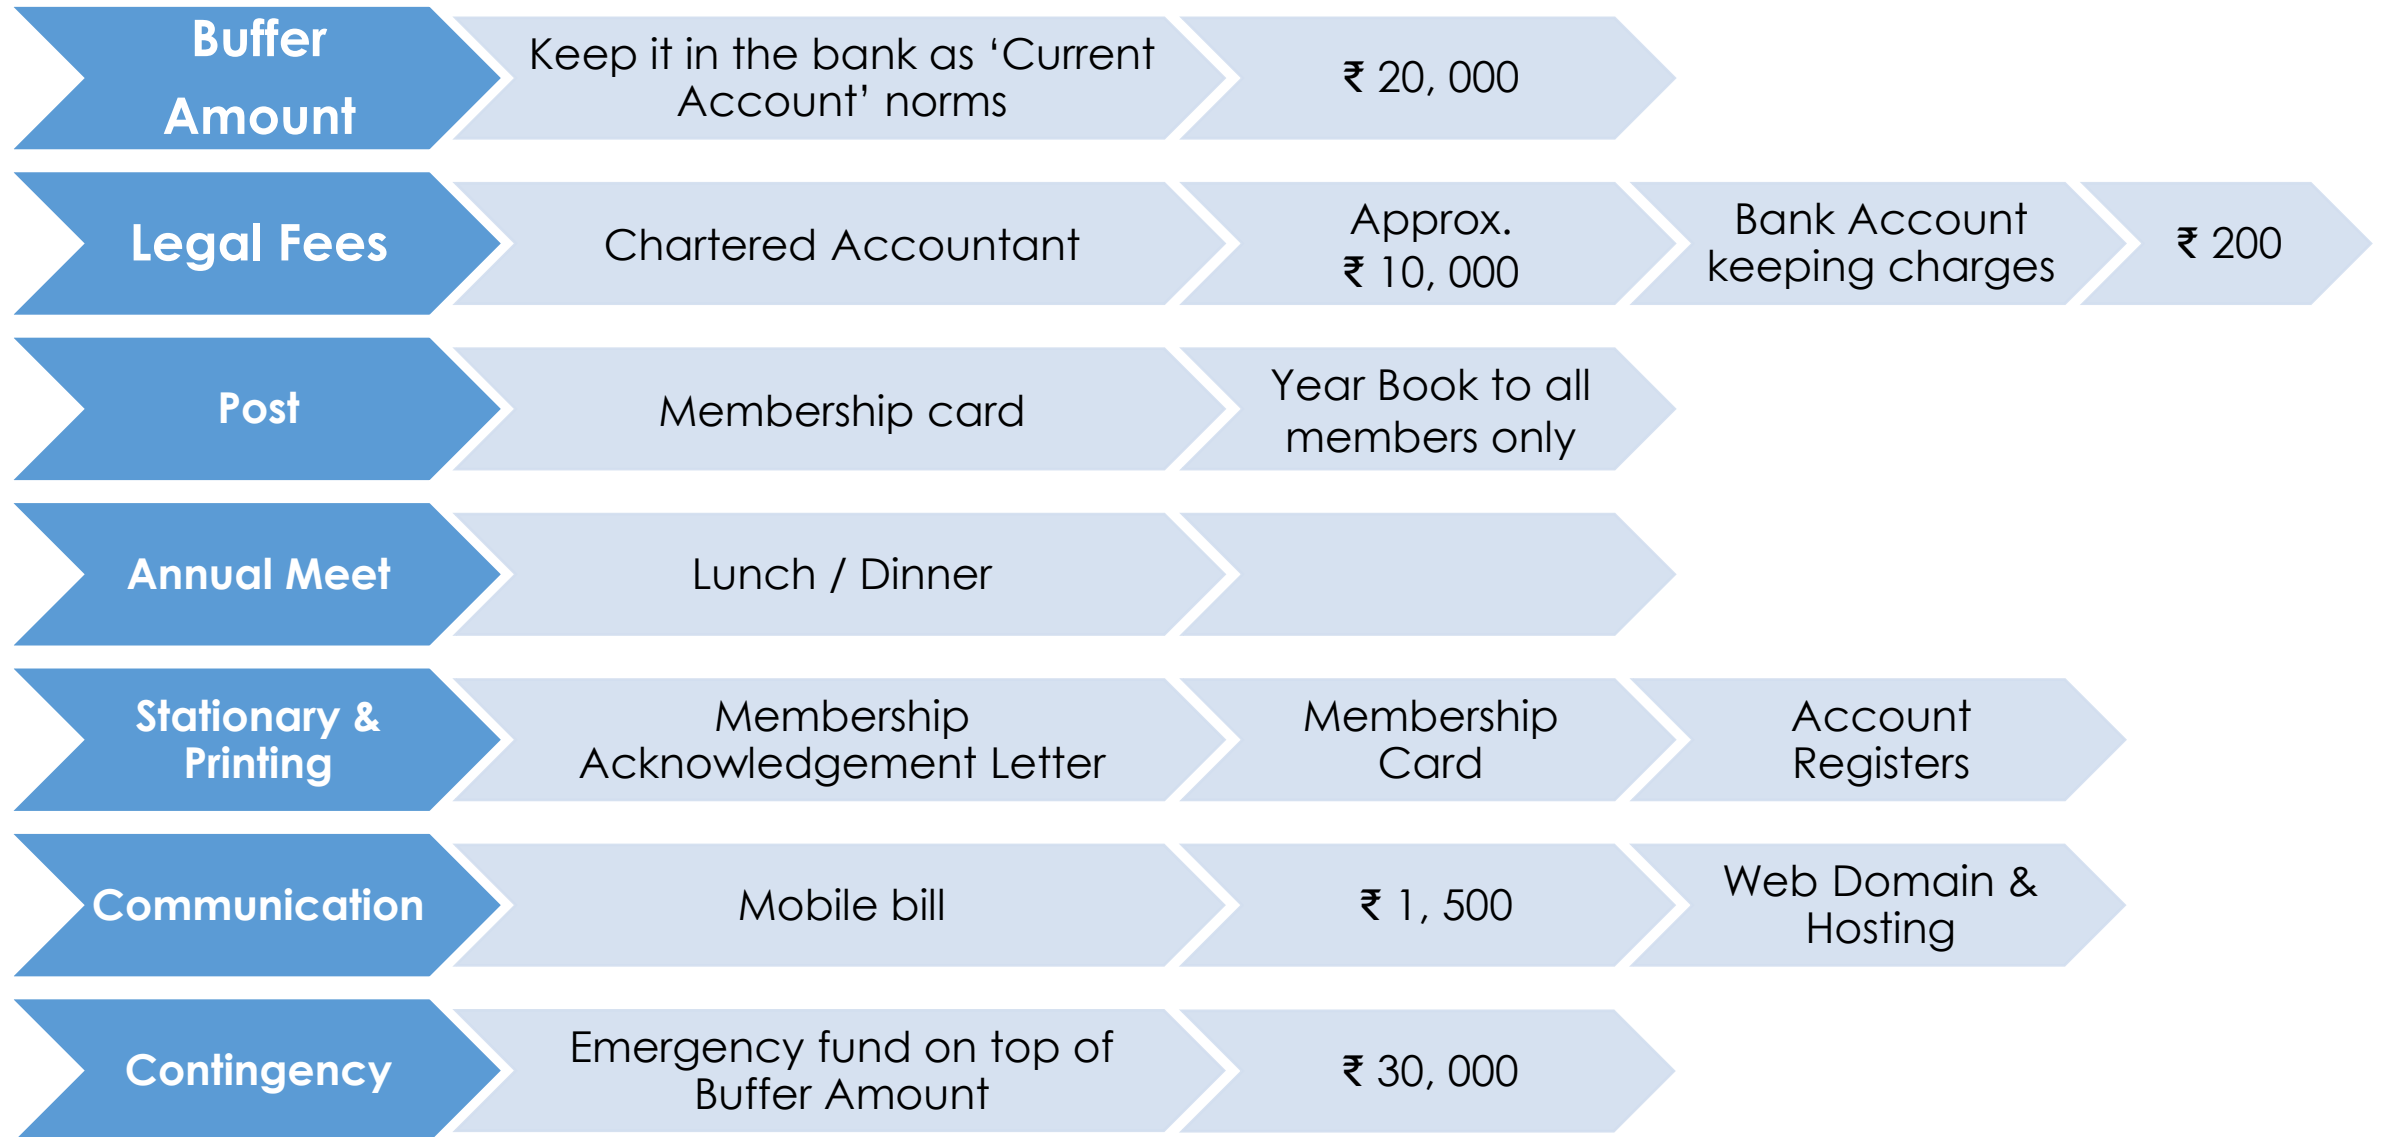 Buffer
Amount
Keep it in the bank as ‘Current
Account’ norms
₹ 20, 000
Legal Fees
Chartered Accountant
Approx.
₹ 10, 000
Bank Account
keeping charges
₹ 200
Post
Membership card
Year Book to all
members only
Annual Meet
Lunch / Dinner
Stationary &
Printing
Membership
Acknowledgement Letter
Membership
Card
Account
Registers
Communication
Mobile bill
₹ 1, 500
Web Domain &
Hosting
Contingency
Emergency fund on top of
Buffer Amount
₹ 30, 000